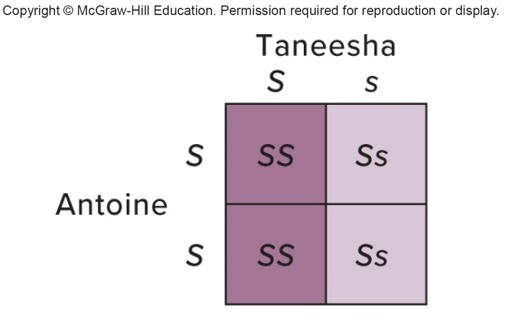 Copyright © McGraw-Hill Education. Permission required for reproduction or display.
Taneesha
S s
S SS Ss
Antoine
S SS Ss